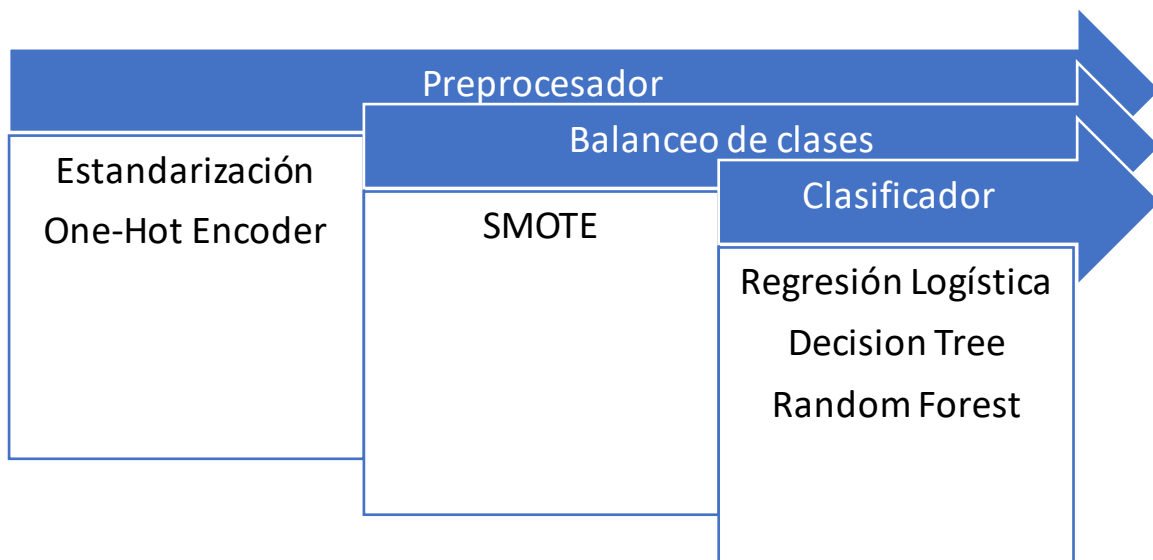 Preprocesador
Estandarización
One-Hot Encoder
Balanceo de clases
SMOTE
Clasificador
Regresión Logística
Decision Tree
Random Forest